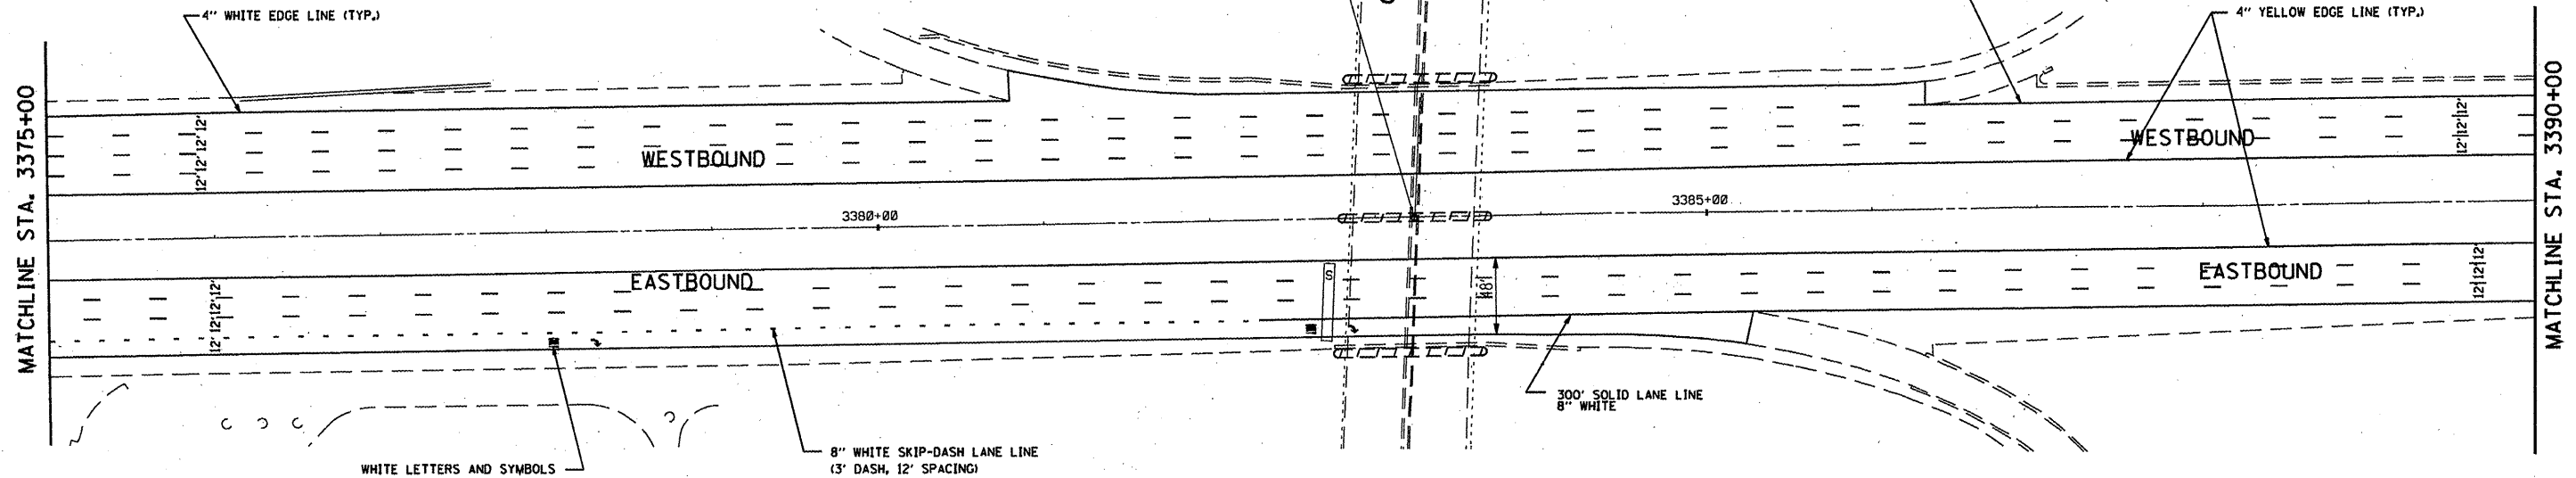 4" WHITE EDGE LINE (TYP.)
4" YELLOW EDGE LINE (TYP.)
MATCHLINE STA. 3375+00
MATCHLINE STA. 3390+00
12' 12' 12' 12'
WESTBOUND
WESTBOUND
12' 12' 12'
3380+00
3385+00
EASTBOUND
EASTBOUND
12' 12' 12' 12'
S
48'
12' 12' 12'
300' SOLID LANE LINE
8" WHITE
8" WHITE SKIP-DASH LANE LINE
(3' DASH, 12' SPACING)
WHITE LETTERS AND SYMBOLS